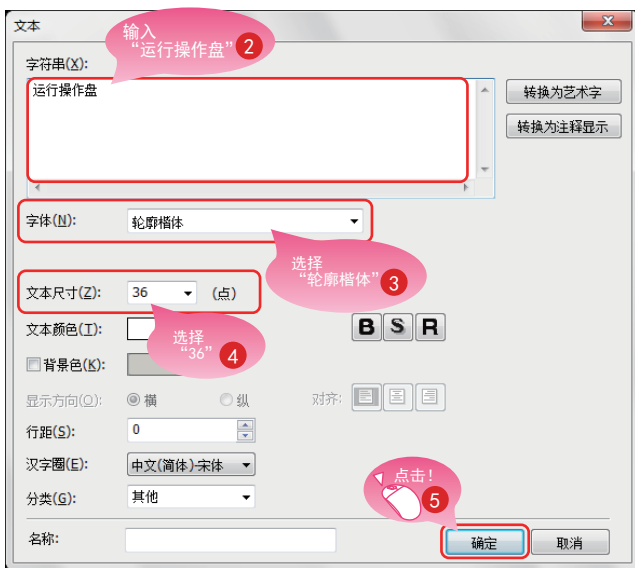 文本
输入
“运行操作盘” 2
字符串(X):
运行操作盘
转换为艺术字
转换为注释显示
字体(N): 轮廓楷体
选择
“轮廓楷体” 3
文本尺寸(Z): 36 (点)
文本颜色(T): B S R
选择
“36” 4
背景色(K):
显示方向(O): 横 纵 对齐:
行距(S): 0
汉字圈(E): 中文(简体)-宋体
分类(G): 其他
点击!
5
名称: 确定 取消